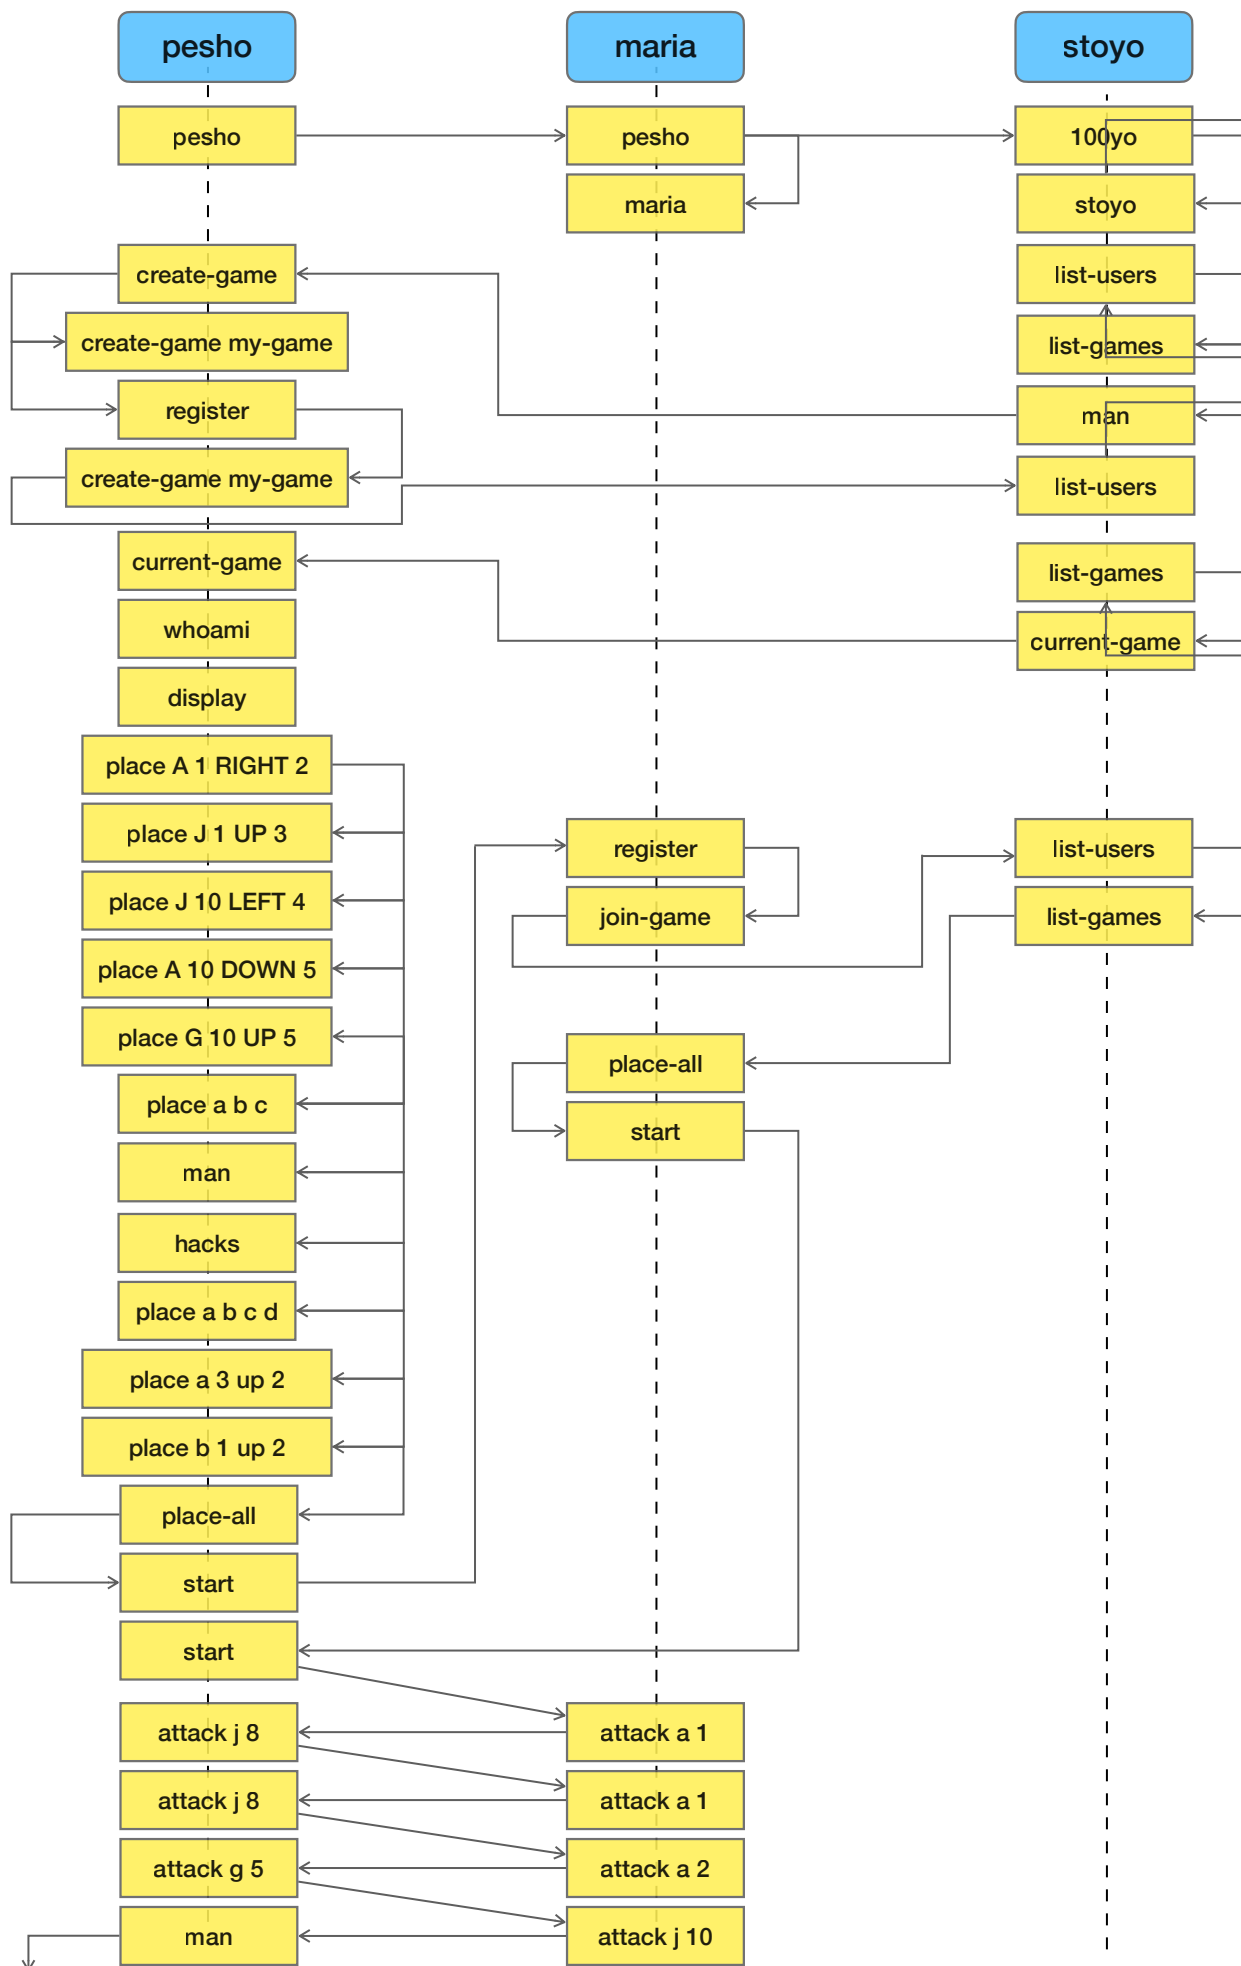 pesho
maria
stoyo
pesho
pesho
100yo
maria
stoyo
create-game
list-users
create-game my-game
list-games
register
man
create-game my-game
list-users
current-game
list-games
whoami
current-game
display
place A 1 RIGHT 2
place J 1 UP 3
register
list-users
place J 10 LEFT 4
join-game
list-games
place A 10 DOWN 5
place G 10 UP 5
place-all
place a b c
start
man
hacks
place a b c d
place a 3 up 2
place b 1 up 2
place-all
start
start
attack j 8
attack a 1
attack j 8
attack a 1
attack g 5
attack a 2
man
attack j 10